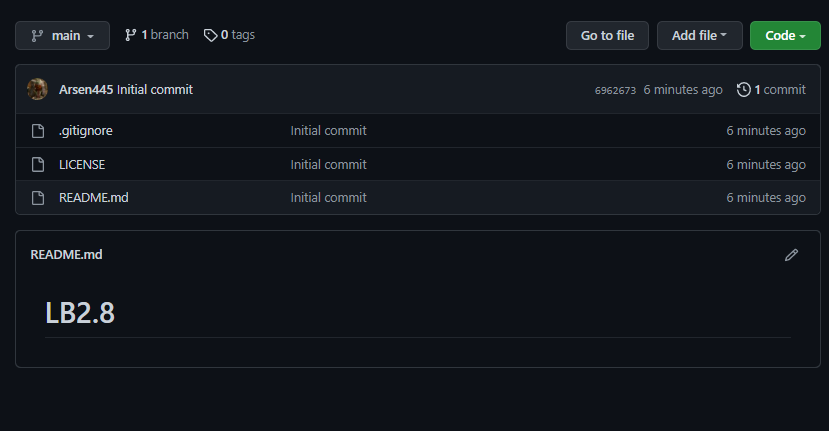 main 1 branch 0 tags Go to file Add file Code
Arsen445 Initial commit 6962673 6 minutes ago 1 commit
.gitignore Initial commit 6 minutes ago
LICENSE Initial commit 6 minutes ago
README.md Initial commit 6 minutes ago
README.md
LB2.8